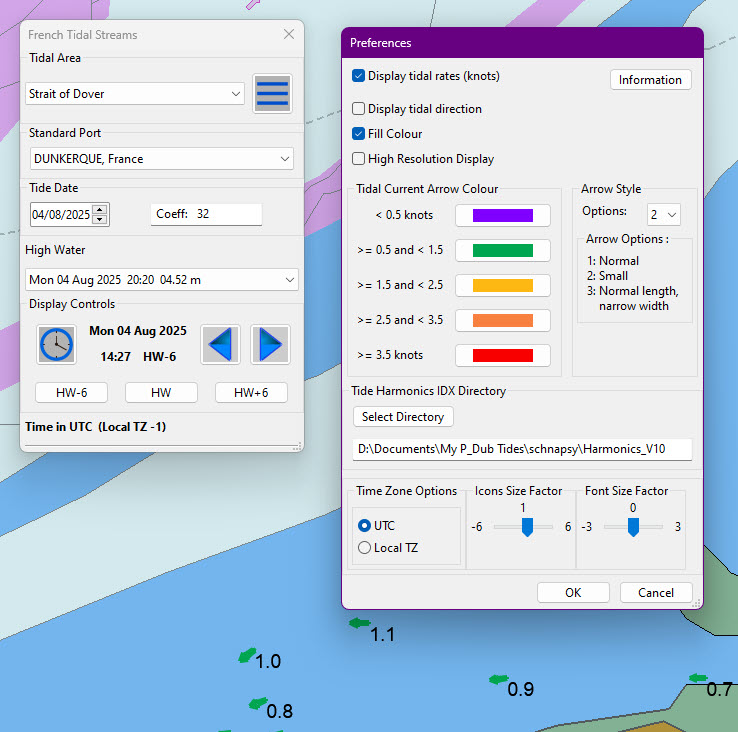 French Tidal Streams
Tidal Area
Strait of Dover
Standard Port
DUNKERQUE, France
Tide Date
04/08/2025
Coeff: 32
High Water
Mon 04 Aug 2025 20:20 04.52 m
Display Controls
Mon 04 Aug 2025
14:27 HW-6
HW-6
HW
HW+6
Time in UTC (Local TZ -1)
Preferences
Display tidal rates (knots)
Information
Display tidal direction
Fill Colour
High Resolution Display
Tidal Current Arrow Colour
< 0.5 knots
>= 0.5 and < 1.5
>= 1.5 and < 2.5
>= 2.5 and < 3.5
>= 3.5 knots
Arrow Style
Options:
2
Arrow Options :
1: Normal
2: Small
3: Normal length,
narrow width
Tide Harmonics IDX Directory
Select Directory
D:\Documents\My P_Dub Tides\schnapsy\Harmonics_V10
Time Zone Options
UTC
Local TZ
Icons Size Factor
1
-6
6
Font Size Factor
0
-3
3
OK
Cancel
1.1
1.0
0.9
0.7
0.8